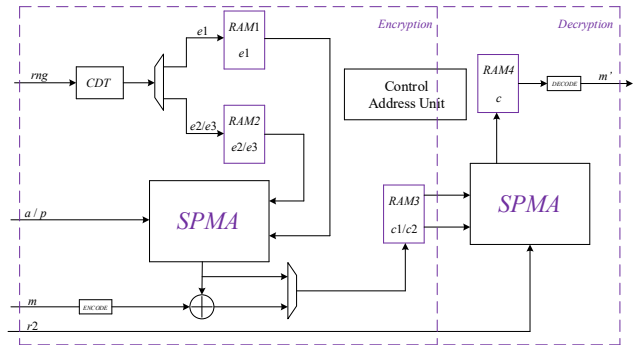 Encryption
Decryption
e1
RAM1
e1
rng
CDT
RAM4
c
DECODE
m'
Control
Address Unit
e2/e3
RAM2
e2/e3
a / p
SPMA
RAM3
c1/c2
SPMA
m
ENCODE
r2